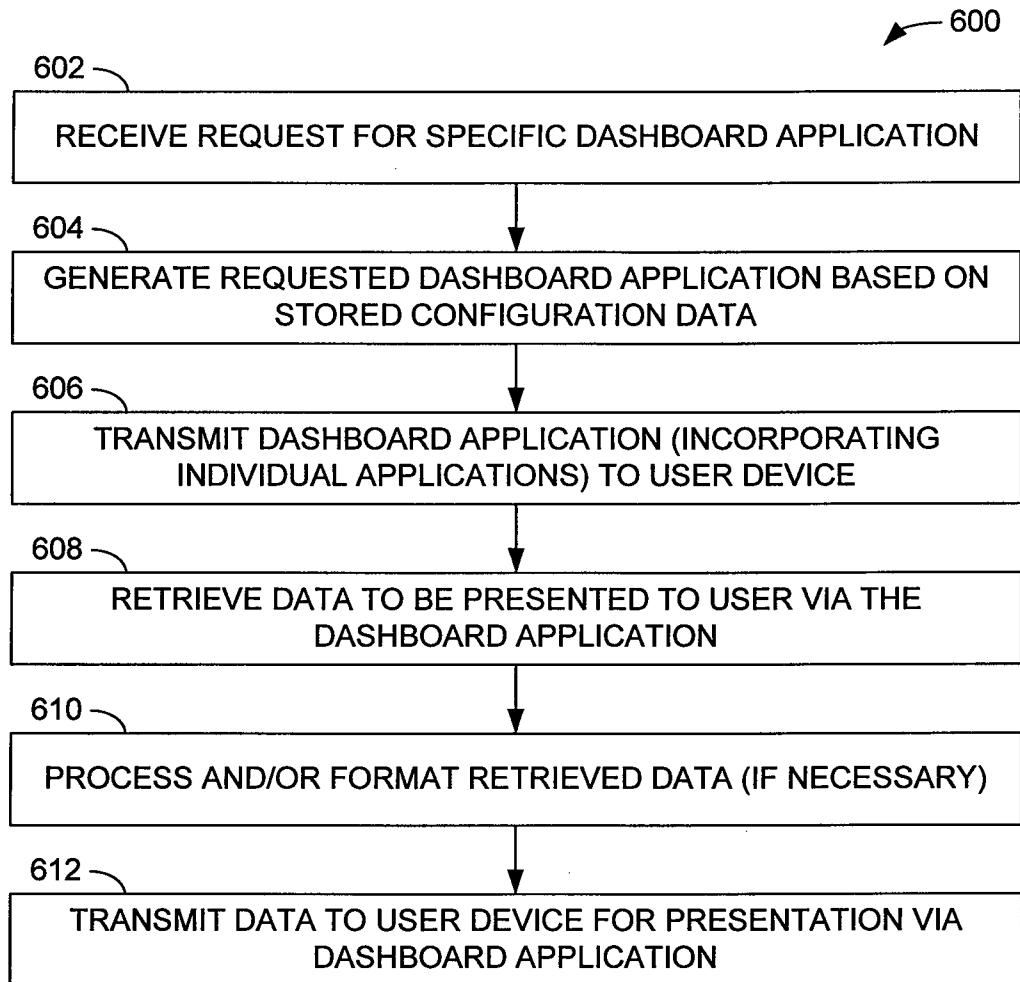 600
602
RECEIVE REQUEST FOR SPECIFIC DASHBOARD APPLICATION
604
GENERATE REQUESTED DASHBOARD APPLICATION BASED ON
STORED CONFIGURATION DATA
606
TRANSMIT DASHBOARD APPLICATION (INCORPORATING
INDIVIDUAL APPLICATIONS) TO USER DEVICE
608
RETRIEVE DATA TO BE PRESENTED TO USER VIA THE
DASHBOARD APPLICATION
610
PROCESS AND/OR FORMAT RETRIEVED DATA (IF NECESSARY)
612
TRANSMIT DATA TO USER DEVICE FOR PRESENTATION VIA
DASHBOARD APPLICATION